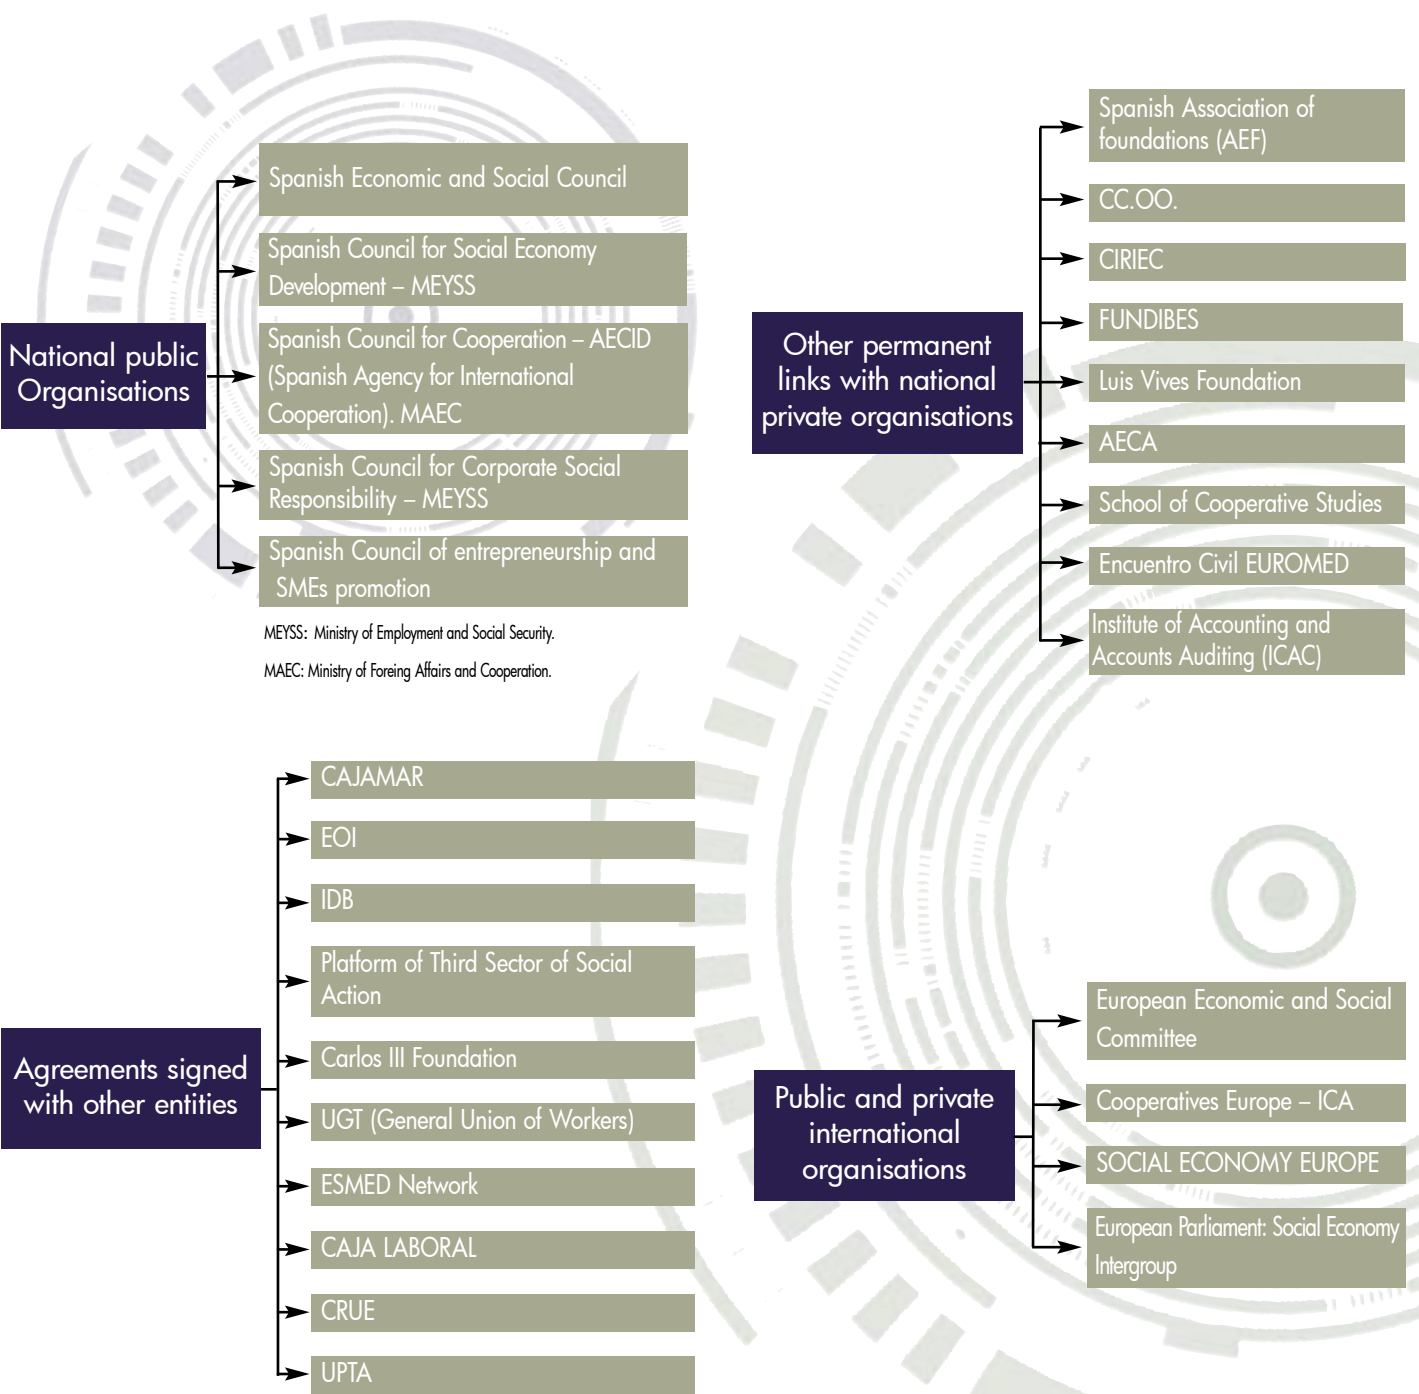 National public
Organisations
Spanish Economic and Social Council
Spanish Council for Social Economy
Development – MEYSS
Spanish Council for Cooperation – AECID
(Spanish Agency for International
Cooperation). MAEC
Spanish Council for Corporate Social
Responsibility – MEYSS
Spanish Council of entrepreneurship and
SMEs promotion
MEYSS: Ministry of Employment and Social Security.
MAEC: Ministry of Foreing Affairs and Cooperation.
Other permanent
links with national
private organisations
Spanish Association of
foundations (AEF)
CC.OO.
CIRIEC
FUNDIBES
Luis Vives Foundation
AECA
School of Cooperative Studies
Encuentro Civil EUROMED
Institute of Accounting and
Accounts Auditing (ICAC)
Agreements signed
with other entities
CAJAMAR
EOI
IDB
Platform of Third Sector of Social
Action
Carlos III Foundation
UGT (General Union of Workers)
ESMED Network
CAJA LABORAL
CRUE
UPTA
Public and private
international
organisations
European Economic and Social
Committee
Cooperatives Europe – ICA
SOCIAL ECONOMY EUROPE
European Parliament: Social Economy
Intergroup